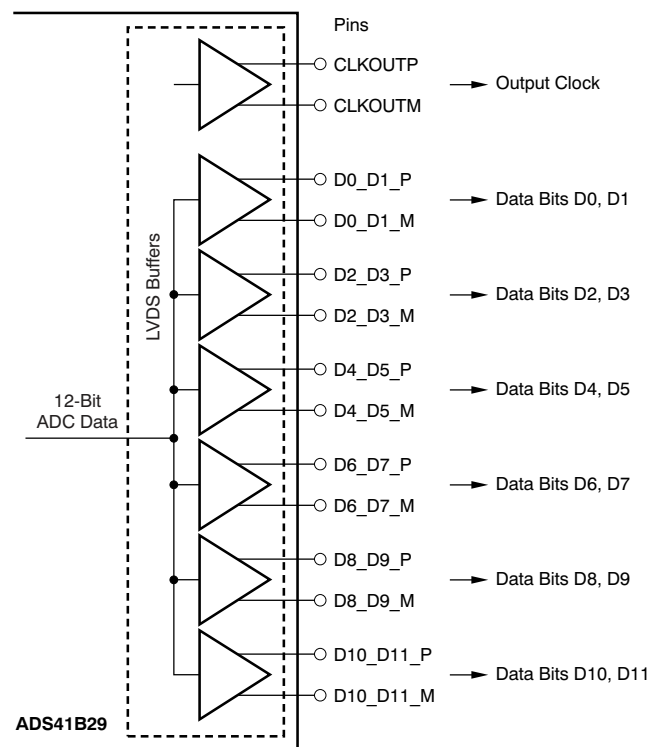 Pins
CLKOUTP
CLKOUTM
Output Clock
D0_D1_P
D0_D1_M
Data Bits D0, D1
LVDS Buffers
D2_D3_P
D2_D3_M
Data Bits D2, D3
D4_D5_P
D4_D5_M
Data Bits D4, D5
12-Bit
ADC Data
D6_D7_P
D6_D7_M
Data Bits D6, D7
D8_D9_P
D8_D9_M
Data Bits D8, D9
D10_D11_P
D10_D11_M
Data Bits D10, D11
ADS41B29